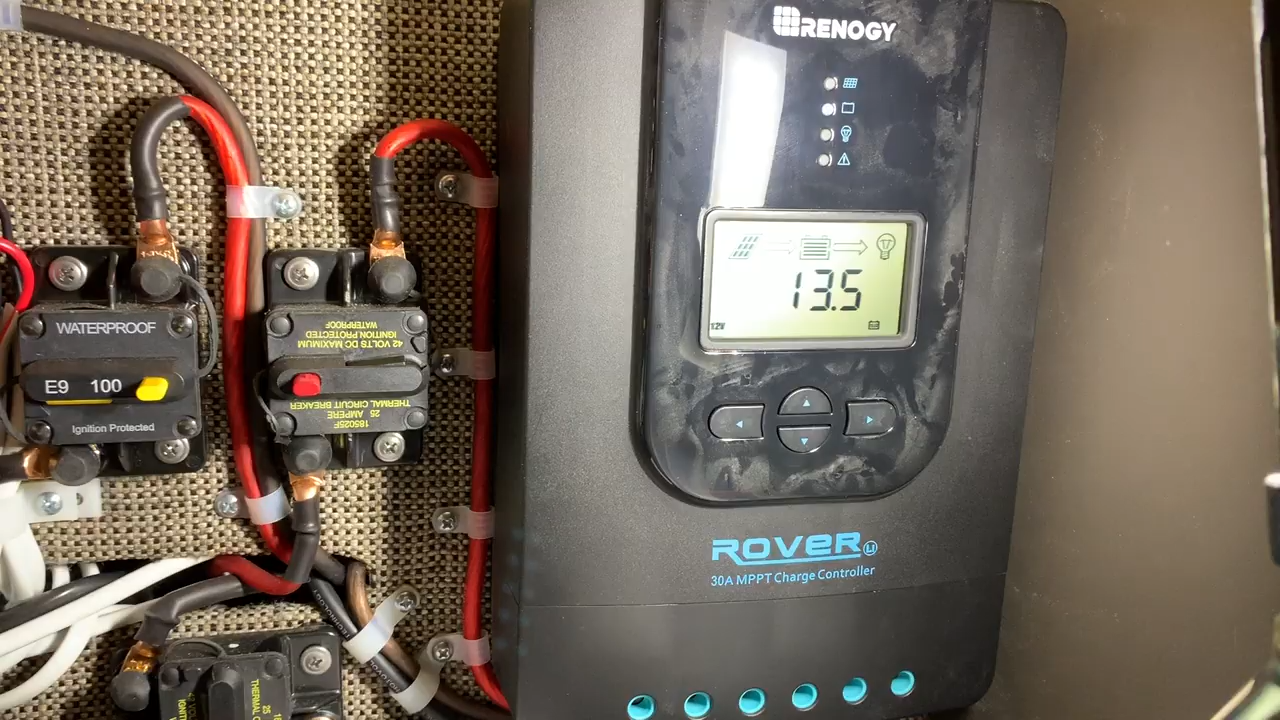 RENOGY
13.5
12V
WATERPROOF
E9 100
Ignition Protected
42 VOLTS DC MAXIMUM
IGNITION PROTECTED
WATERPROOF
185025F
25 AMPERE
THERMAL CIRCUIT BREAKER
ROVER LI
30A MPPT Charge Controller